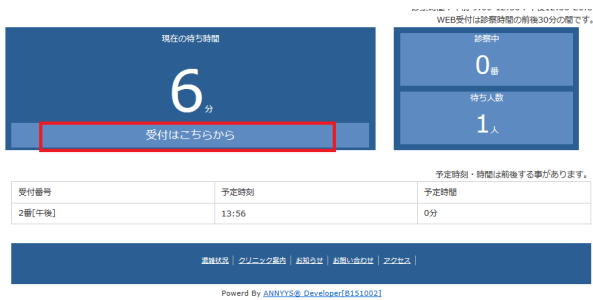 WEB受付は診察時間の前後30分の間です。
現在の待ち時間
6分
受付はこちらから
診察中
0番
待ち人数
1人
予定時刻・時間は前後する事があります。
受付番号 予定時刻 予定時間
2番[午後] 13:56 0分
混雑状況 | クリニック案内 | お知らせ | お問い合わせ | アクセス |
Powerd By ANNYYS® Developer[B151002]